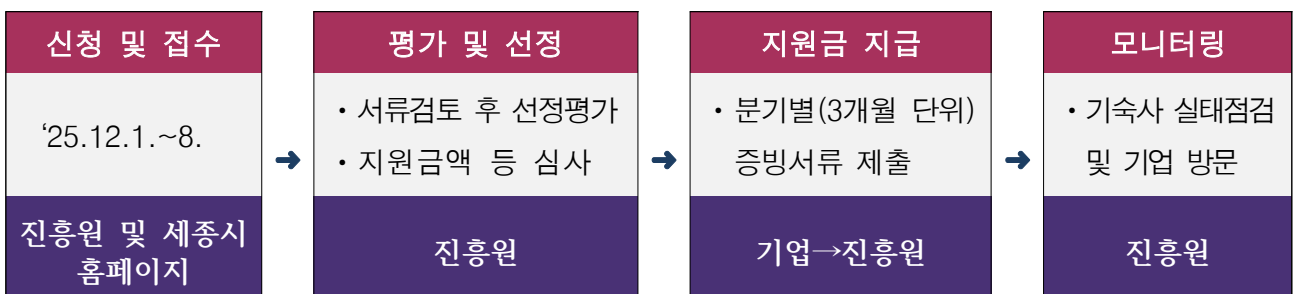 신청 및 접수
‘25.12.1.~8.
진흥원 및 세종시
홈페이지
➜
평가 및 선정
・서류검토 후 선정평가
・지원금액 등 심사
진흥원
➜
지원금 지급
・분기별(3개월 단위)
증빙서류 제출
기업→진흥원
➜
모니터링
・기숙사 실태점검
및 기업 방문
진흥원